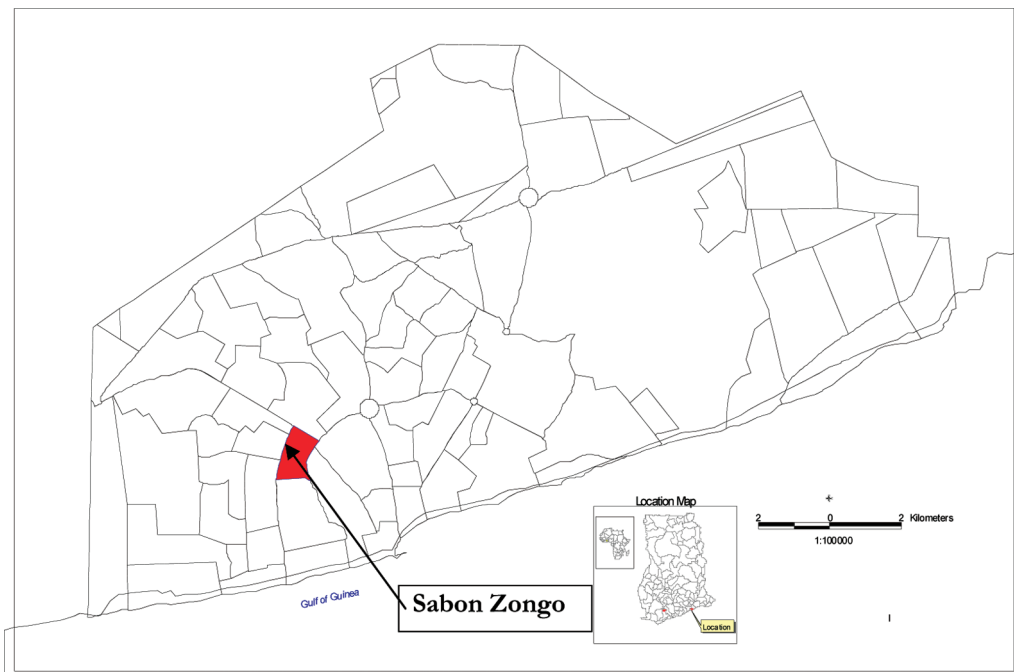 Location Map
2 0 2 Kilometers
1:100000
Sabon Zongo
Gulf of Guinea
Location